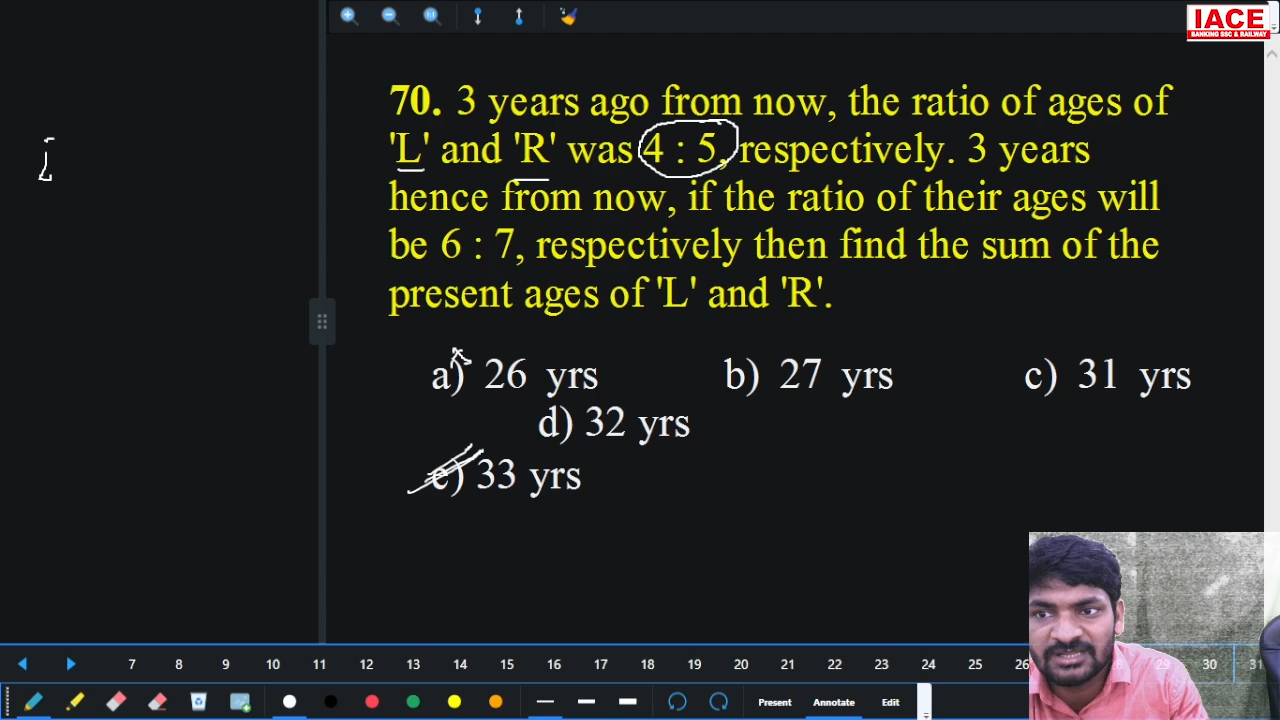 IACE
BANKING SSC & RAILWAY
70. 3 years ago from now, the ratio of ages of
'L' and 'R' was 4 : 5, respectively. 3 years
hence from now, if the ratio of their ages will
be 6 : 7, respectively then find the sum of the
present ages of 'L' and 'R'.
a) 26 yrs b) 27 yrs c) 31 yrs
d) 32 yrs
e) 33 yrs
7 8 9 10 11 12 13 14 15 16 17 18 19 20 21 22 23 24 25 26 28 29 30 31
Present Annotate Edit